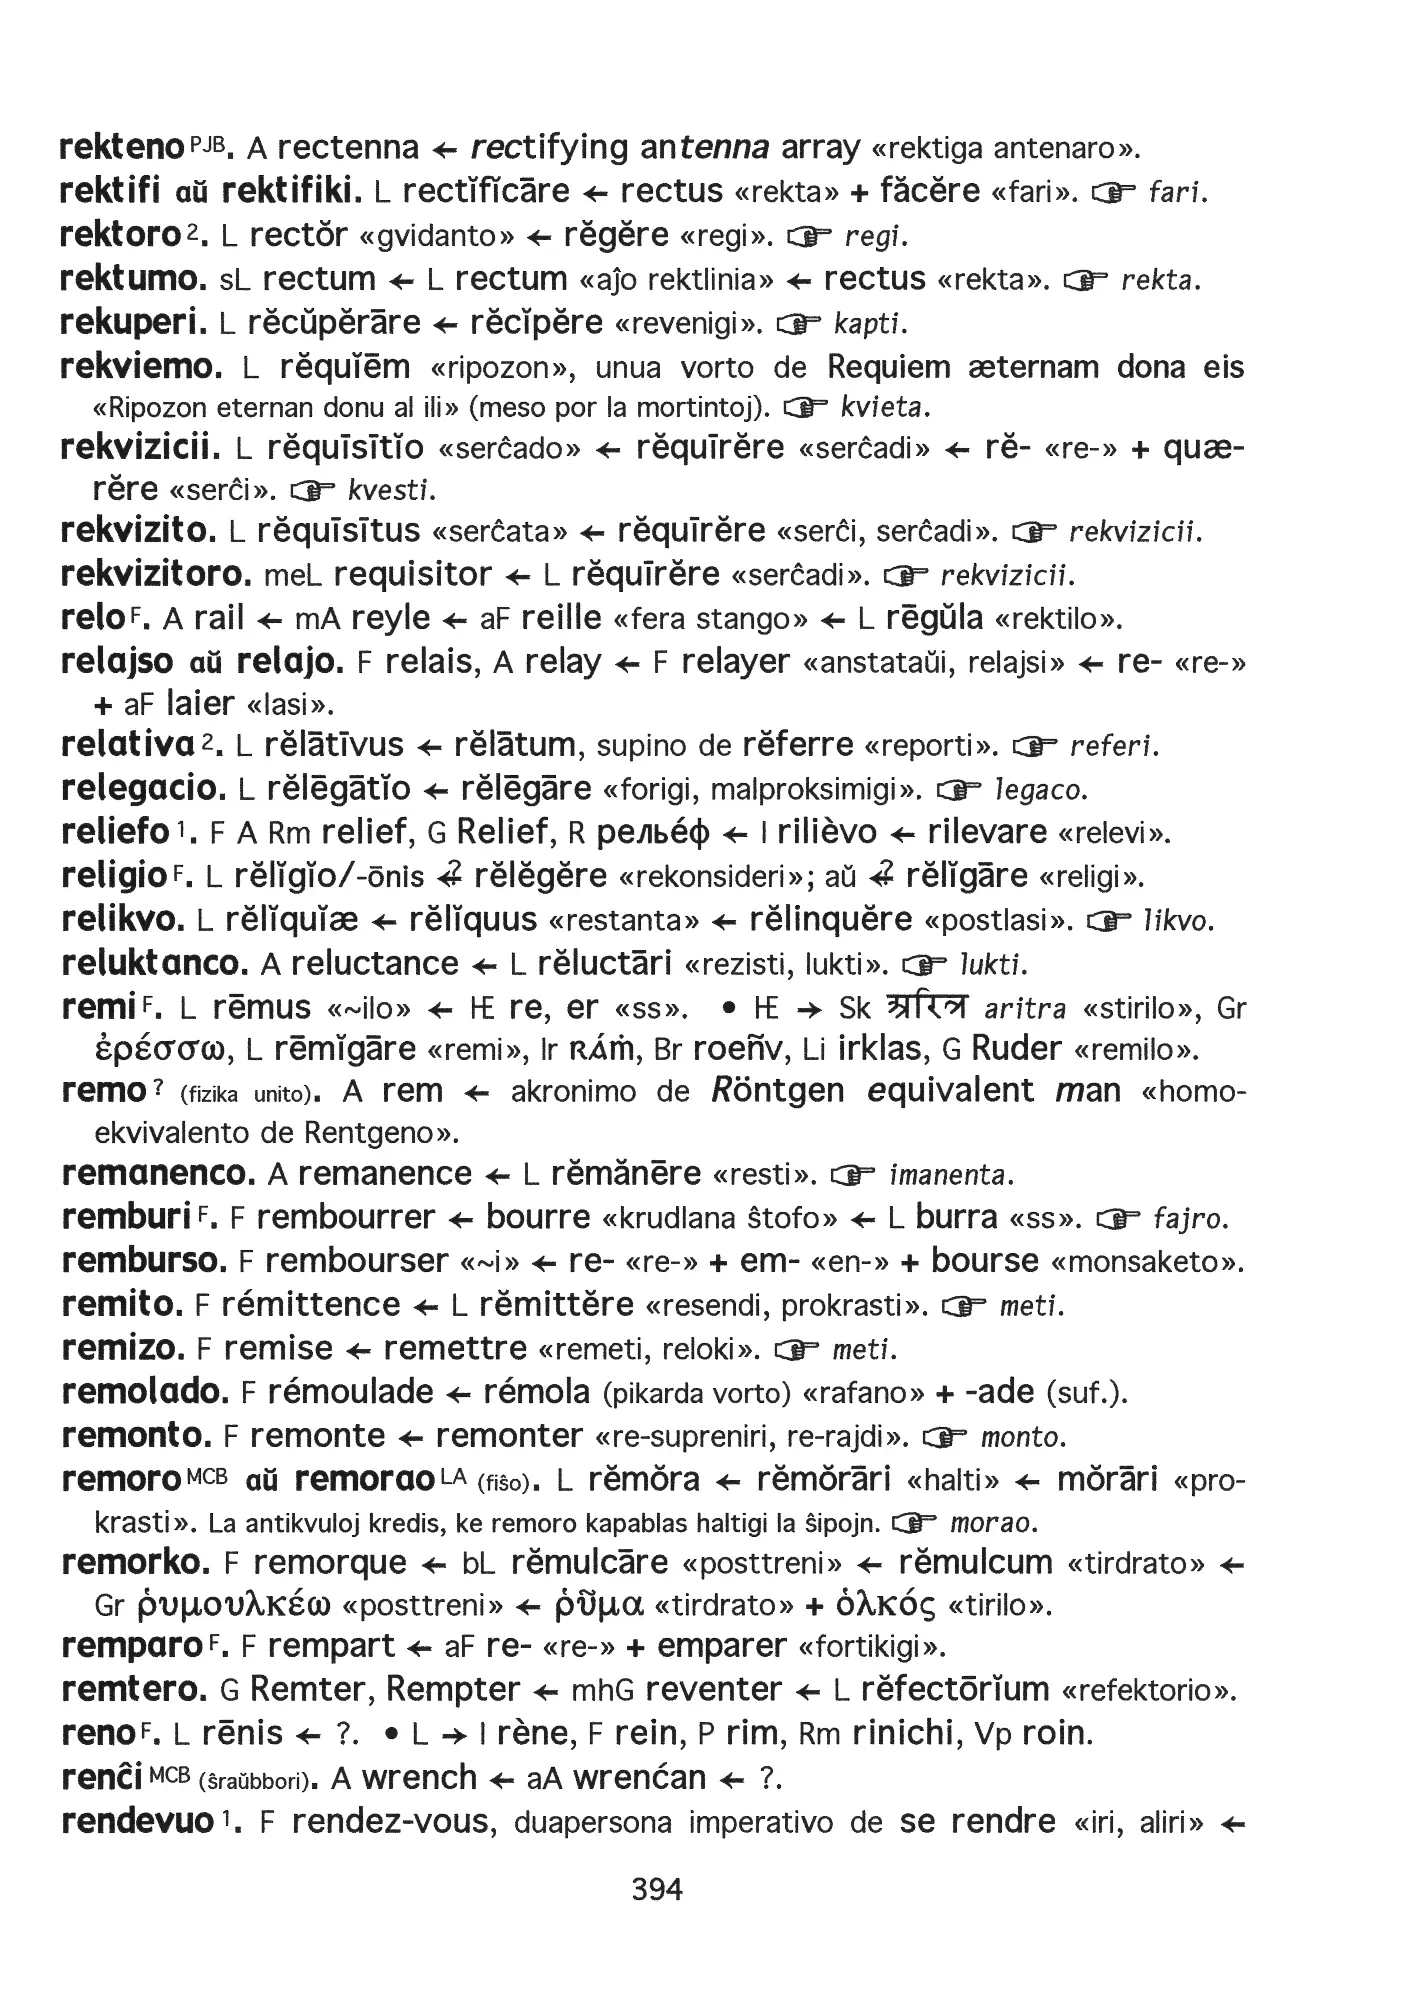 rekteno PJB. A rectenna ← rectifying antenna array «rektiga antenaro».
rektifi aŭ rektifiki. L rectĭfĭcāre ← rectus «rekta» + făcĕre «fari». ☞ fari.
rektoro 2. L rectŏr «gvidanto» ← rĕgĕre «regi». ☞ regi.
rektumo. sL rectum ← L rectum «aĵo rektlinia» ← rectus «rekta». ☞ rekta.
rekuperi. L rĕcŭpĕrāre ← rĕcĭpĕre «revenigi». ☞ kapti.
rekviemo. L rĕquĭēm «ripozon», unua vorto de Requiem æternam dona eis
«Ripozon eternan donu al ili» (meso por la mortintoj). ☞ kvieta.
rekvizicii. L rĕquīsītĭo «serĉado» ← rĕquīrĕre «serĉadi» ← rĕ- «re-» + quæ-
rĕre «serĉi». ☞ kvesti.
rekvizito. L rĕquīsītus «serĉata» ← rĕquīrĕre «serĉi, serĉadi». ☞ rekvizicii.
rekvizitoro. meL requisitor ← L rĕquīrĕre «serĉadi». ☞ rekvizicii.
relo F. A rail ← mA reyle ← aF reille «fera stango» ← L rēgŭla «rektilo».
relajso aŭ relajo. F relais, A relay ← F relayer «anstataŭi, relajsi» ← re- «re-»
+ aF laier «lasi».
relativa 2. L rĕlātīvus ← rĕlātum, supino de rĕferre «reporti». ☞ referi.
relegacio. L rĕlēgātĭo ← rĕlēgāre «forigi, malproksimigi». ☞ legaco.
reliefo 1. F A Rm relief, G Relief, R рельéф ← I rilièvo ← rilevare «relevi».
religio F. L rĕlĭgĭo/-ōnis ←? rĕlĕgĕre «rekonsideri»; aŭ ←? rĕlĭgāre «religi».
relikvo. L rĕlĭquĭæ ← rĕlĭquus «restanta» ← rĕlinquĕre «postlasi». ☞ likvo.
reluktanco. A reluctance ← L rĕluctāri «rezisti, lukti». ☞ lukti.
remi F. L rēmus «~ilo» ← IE re, er «ss». • IE → Sk अरित्र aritra «stirilo», Gr
ἐρέσσω, L rēmĭgāre «remi», Ir ráṁ, Br roeñv, Li irklas, G Ruder «remilo».
remo ? (fizika unito). A rem ← akronimo de Röntgen equivalent man «homo-
ekvivalento de Rentgeno».
remanenco. A remanence ← L rĕmănēre «resti». ☞ imanenta.
remburi F. F rembourrer ← bourre «krudlana ŝtofo» ← L burra «ss». ☞ fajro.
remburso. F rembourser «~i» ← re- «re-» + em- «en-» + bourse «monsaketo».
remito. F rémittence ← L rĕmittĕre «resendi, prokrasti». ☞ meti.
remizo. F remise ← remettre «remeti, reloki». ☞ meti.
remolado. F rémoulade ← rémola (pikarda vorto) «rafano» + -ade (suf.).
remonto. F remonte ← remonter «re-supreniri, re-rajdi». ☞ monto.
remoro MCB aŭ remorao LA (fiŝo). L rĕmŏra ← rĕmŏrāri «halti» ← mŏrāri «pro-
krasti». La antikvuloj kredis, ke remoro kapablas haltigi la ŝipojn. ☞ morao.
remorko. F remorque ← bL rĕmulcāre «posttreni» ← rĕmulcum «tirdrato» ←
Gr ῥυμουλκέω «posttreni» ← ῥῦμα «tirdrato» + ὁλκός «tirilo».
remparo F. F rempart ← aF re- «re-» + emparer «fortikigi».
remtero. G Remter, Rempter ← mhG reventer ← L rĕfectōrĭum «refektorio».
reno F. L rēnis ← ?. • L → I rène, F rein, P rim, Rm rinichi, Vp roin.
renĉi MCB (ŝraŭbbori). A wrench ← aA wrenćan ← ?.
rendevuo 1. F rendez-vous, duapersona imperativo de se rendre «iri, aliri» ←
394